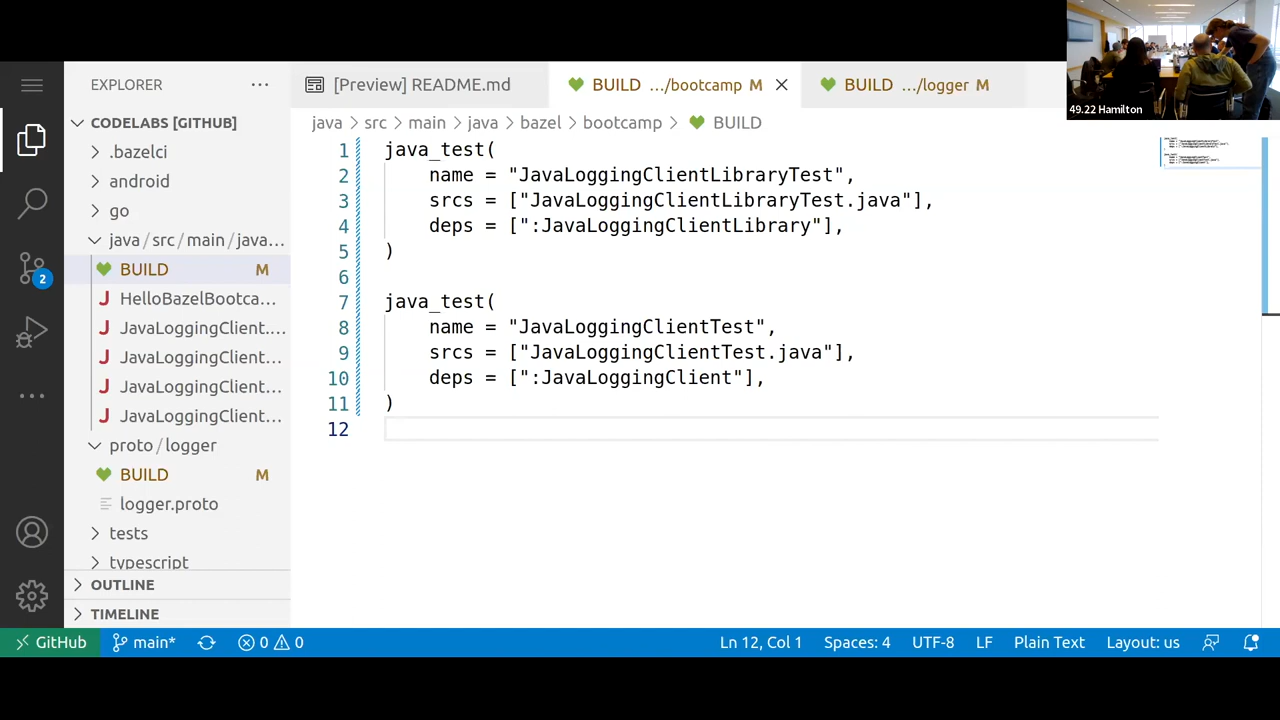 49.22 Hamilton
EXPLORER
[Preview] README.md
BUILD .../bootcamp M
BUILD .../logger M
CODELABS [GITHUB]
.bazelci
android
go
java/src/main/java...
BUILD M
HelloBazelBootca...
JavaLoggingClient....
JavaLoggingClient...
JavaLoggingClient...
JavaLoggingClient...
proto/logger
BUILD M
logger.proto
tests
typescript
OUTLINE
TIMELINE
2
java > src > main > java > bazel > bootcamp > BUILD
1 java_test(
2 name = "JavaLoggingClientLibraryTest",
3 srcs = ["JavaLoggingClientLibraryTest.java"],
4 deps = [":JavaLoggingClientLibrary"],
5 )
6
7 java_test(
8 name = "JavaLoggingClientTest",
9 srcs = ["JavaLoggingClientTest.java"],
10 deps = [":JavaLoggingClient"],
11 )
12
GitHub main* 0 0 Ln 12, Col 1 Spaces: 4 UTF-8 LF Plain Text Layout: us